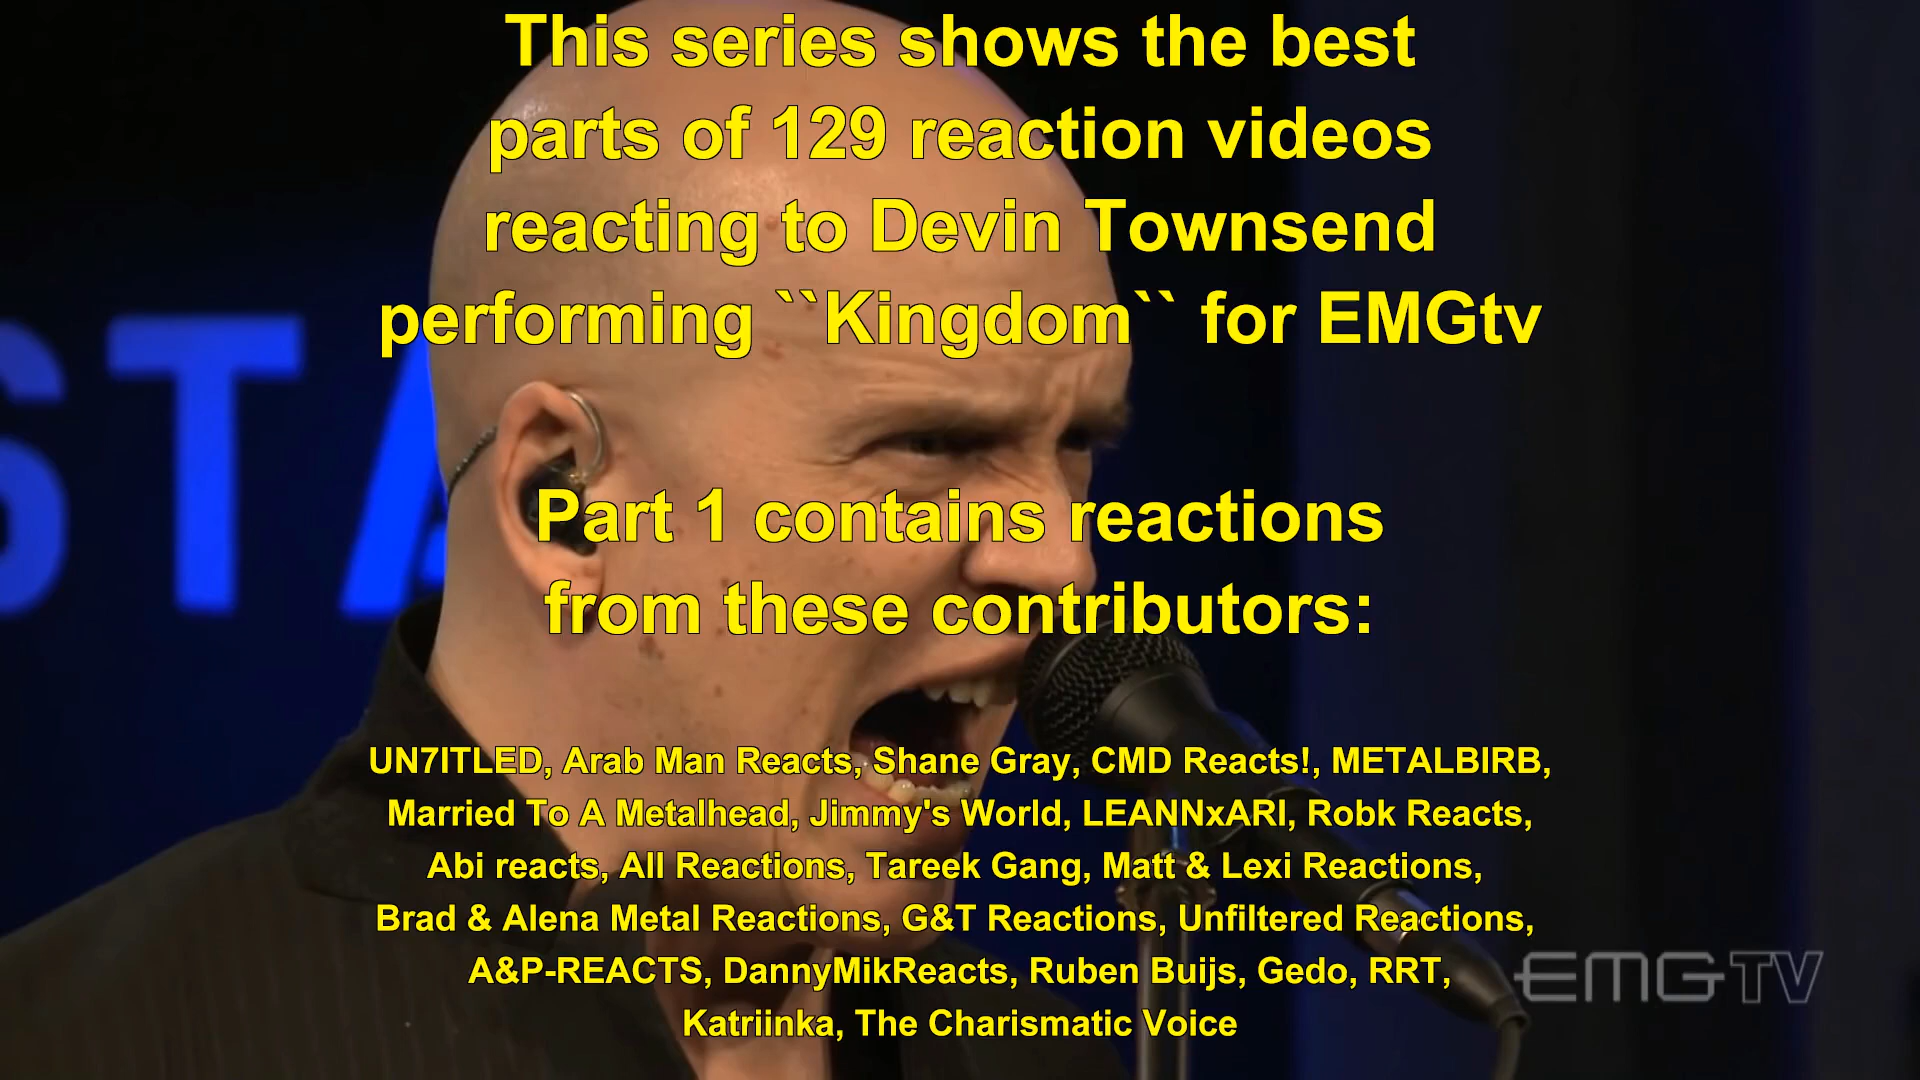 This series shows the best
parts of 129 reaction videos
reacting to Devin Townsend
performing ``Kingdom`` for EMGtv
STA
Part 1 contains reactions
from these contributors:
UN7ITLED, Arab Man Reacts, Shane Gray, CMD Reacts!, METALBIRB,
Married To A Metalhead, Jimmy's World, LEANNxARI, Robk Reacts,
Abi reacts, All Reactions, Tareek Gang, Matt & Lexi Reactions,
Brad & Alena Metal Reactions, G&T Reactions, Unfiltered Reactions,
A&P-REACTS, DannyMikReacts, Ruben Buijs, Gedo, RRT,
EMGTV
Katriinka, The Charismatic Voice